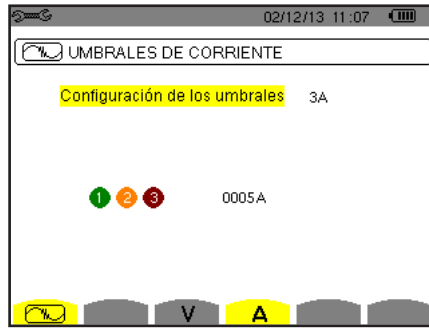 02/12/13 11:07
UMBRALES DE CORRIENTE
Configuración de los umbrales 3A
1 2 3 0005A
V A